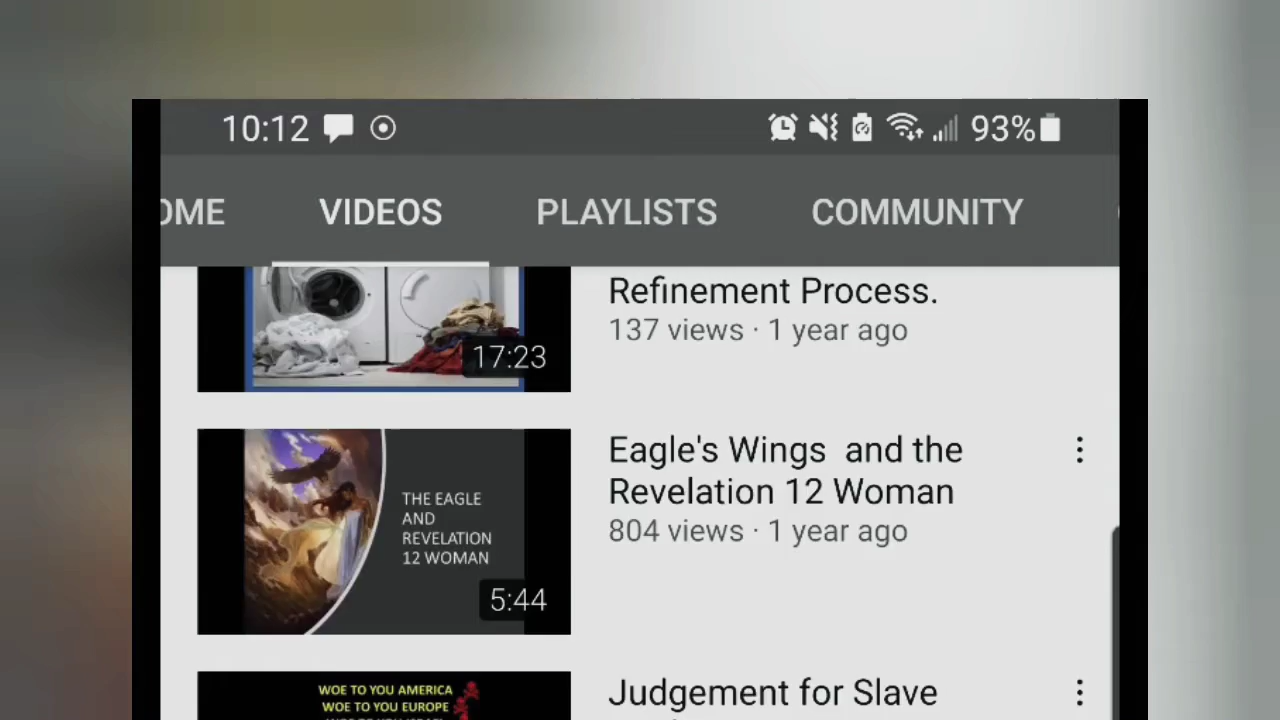 10:12 93%
OME VIDEOS PLAYLISTS COMMUNITY
Refinement Process.
137 views · 1 year ago
17:23
Eagle's Wings and the
Revelation 12 Woman
804 views · 1 year ago
THE EAGLE
AND
REVELATION
12 WOMAN
5:44
Judgement for Slave
WOE TO YOU AMERICA
WOE TO YOU EUROPE